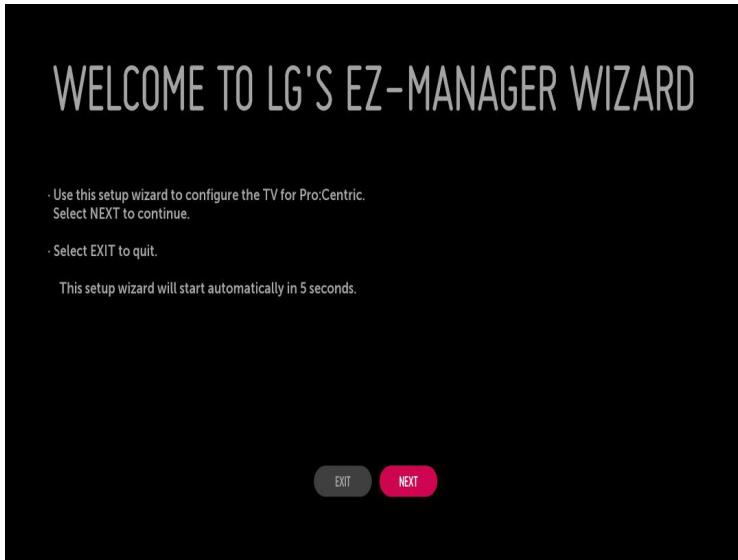 WELCOME TO LG'S EZ-MANAGER WIZARD
· Use this setup wizard to configure the TV for Pro:Centric.
Select NEXT to continue.
· Select EXIT to quit.
This setup wizard will start automatically in 5 seconds.
EXIT NEXT